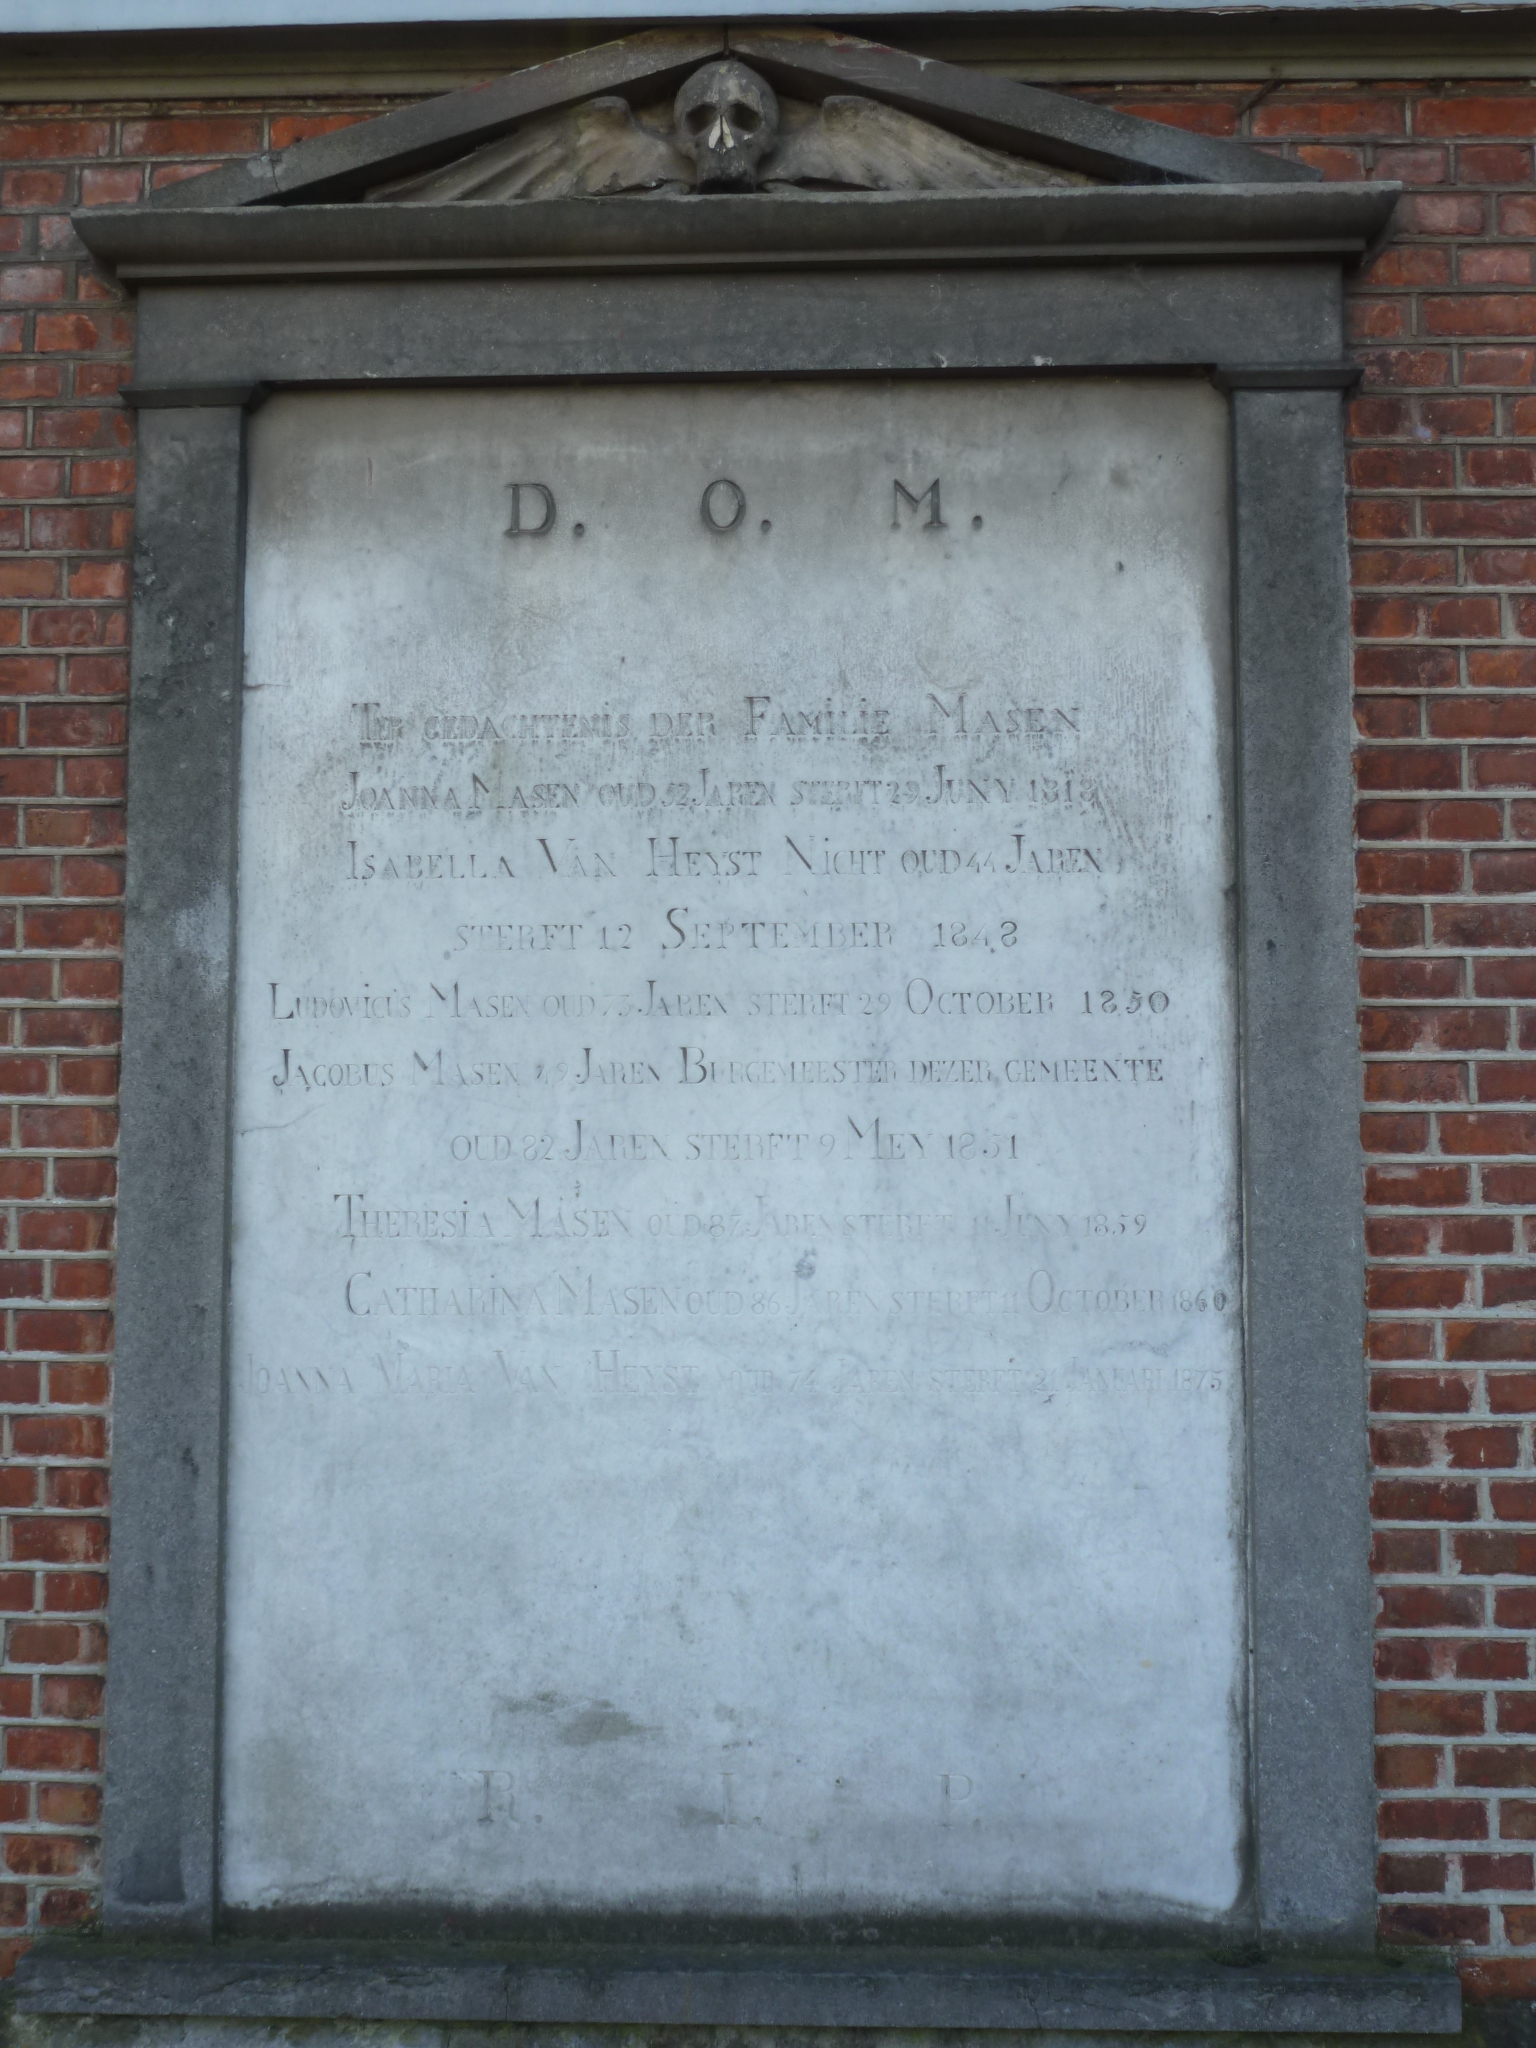 D. O. M.
TER GEDACHTENIS DER FAMILIE MASEN
JOANNA MASEN OUD 52 JAREN STERFT 29 JUNY 1818
ISABELLA VAN HEYST NICHT OUD 44 JAREN
STERFT 12 SEPTEMBER 1848
LUDOVICUS MASEN OUD 73 JAREN STERFT 29 OCTOBER 1850
JACOBUS MASEN 49 JAREN BURGEMEESTER DEZER GEMEENTE
OUD 82 JAREN STERFT 9 MEY 1851
THERESIA MASEN OUD 87 JAREN STERFT 11 JUNY 1859
CATHARINA MASEN OUD 86 JAREN STERFT 11 OCTOBER 1860
JOANNA MARIA VAN HEYST OUD 74 JAREN STERFT 21 JANUARI 1875
R. I. P.